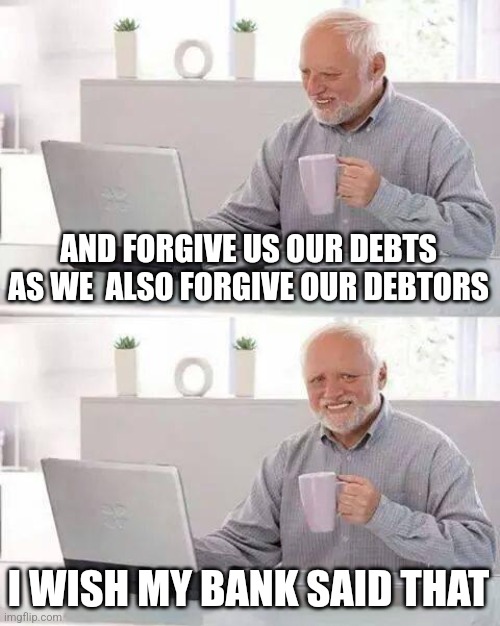 AND FORGIVE US OUR DEBTS
AS WE  ALSO FORGIVE OUR DEBTORS
I WISH MY BANK SAID THAT
imgflip.com